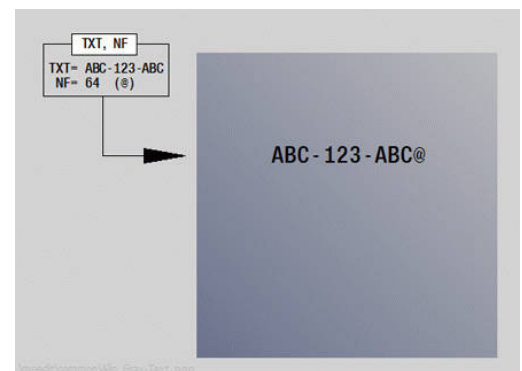 TXT, NF
TXT= ABC-123-ABC
NF= 64 (@)
ABC-123-ABC@